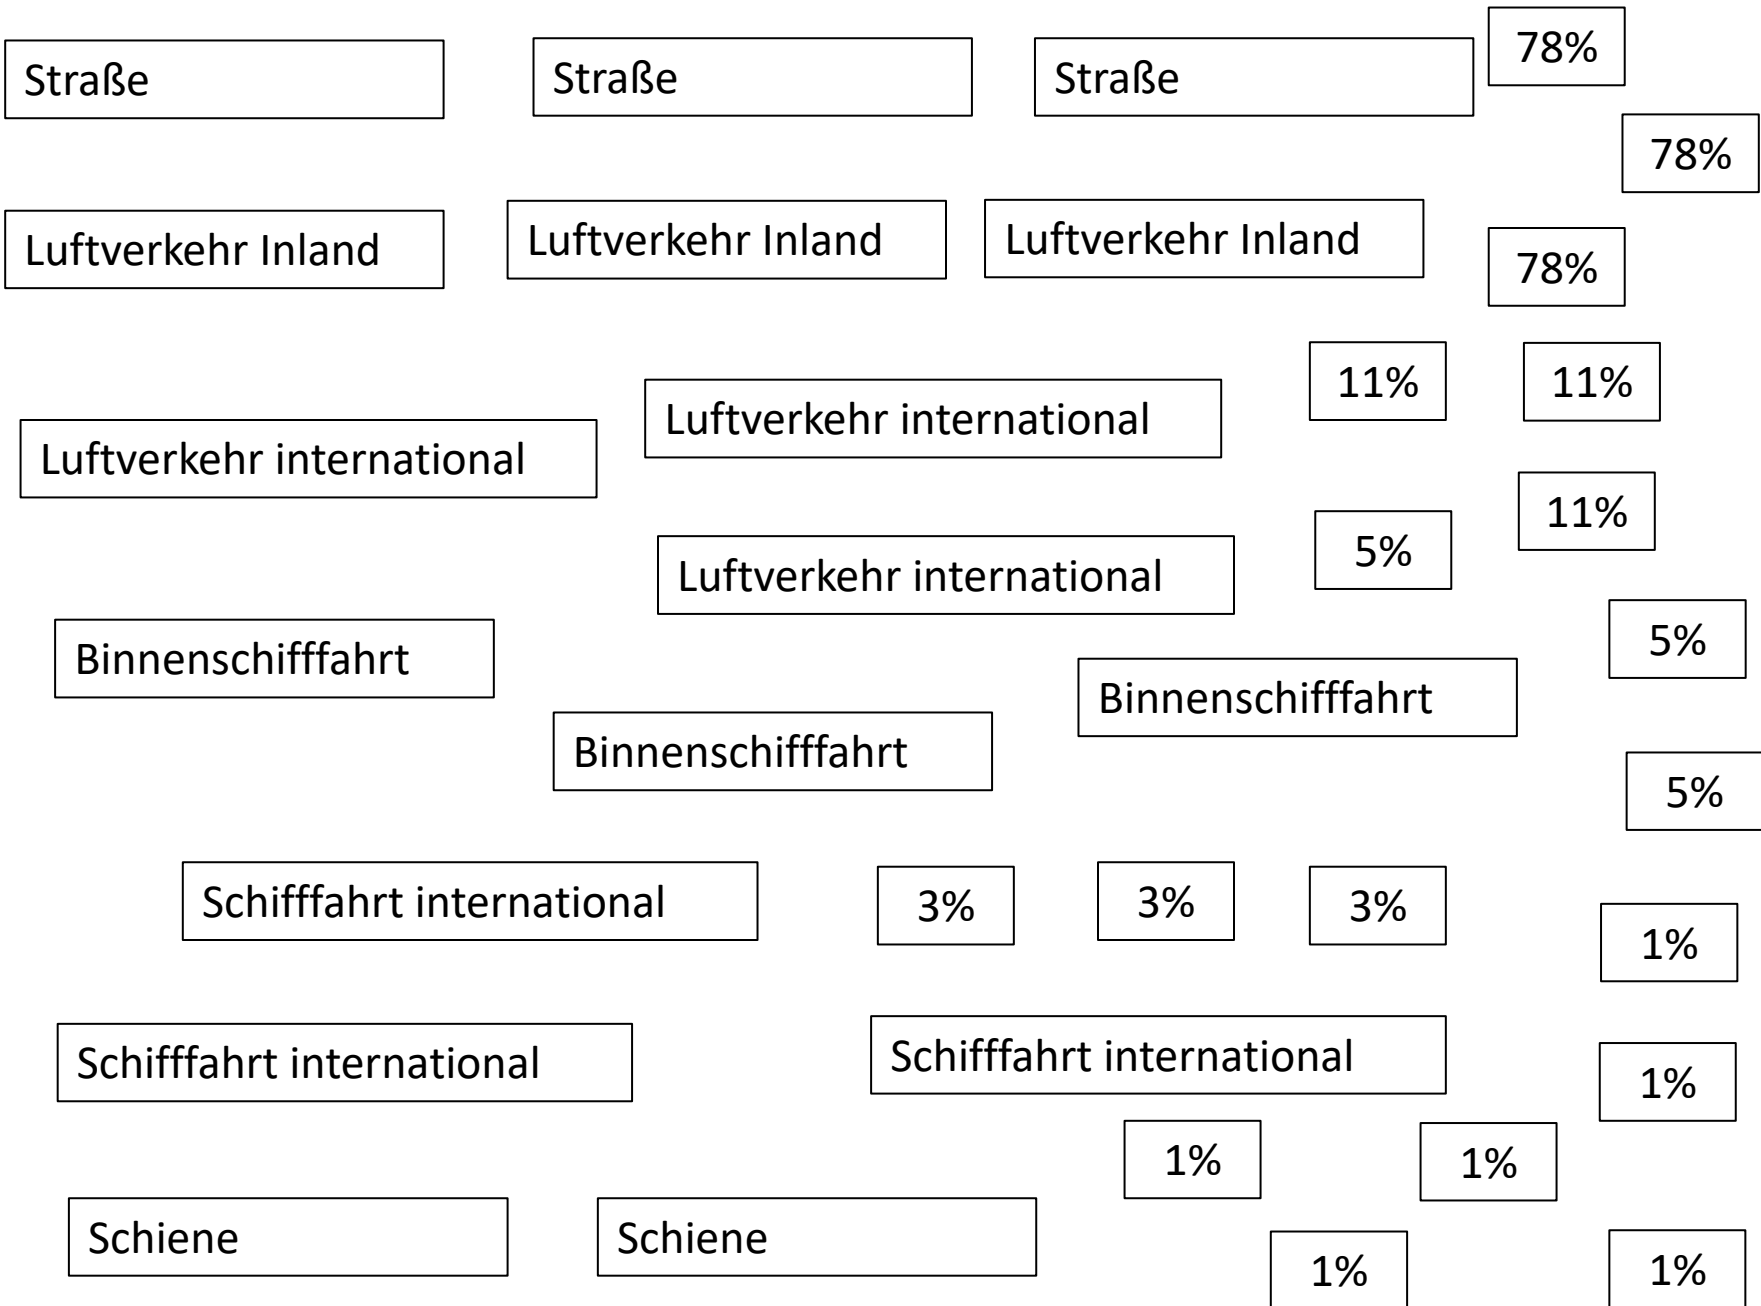 Straße
Straße
Straße
78%
78%
Luftverkehr Inland
Luftverkehr Inland
Luftverkehr Inland
78%
11%
11%
Luftverkehr international
Luftverkehr international
11%
5%
Luftverkehr international
5%
Binnenschifffahrt
Binnenschifffahrt
Binnenschifffahrt
5%
Schifffahrt international
3%
3%
3%
1%
Schifffahrt international
Schifffahrt international
1%
1%
1%
Schiene
Schiene
1%
1%